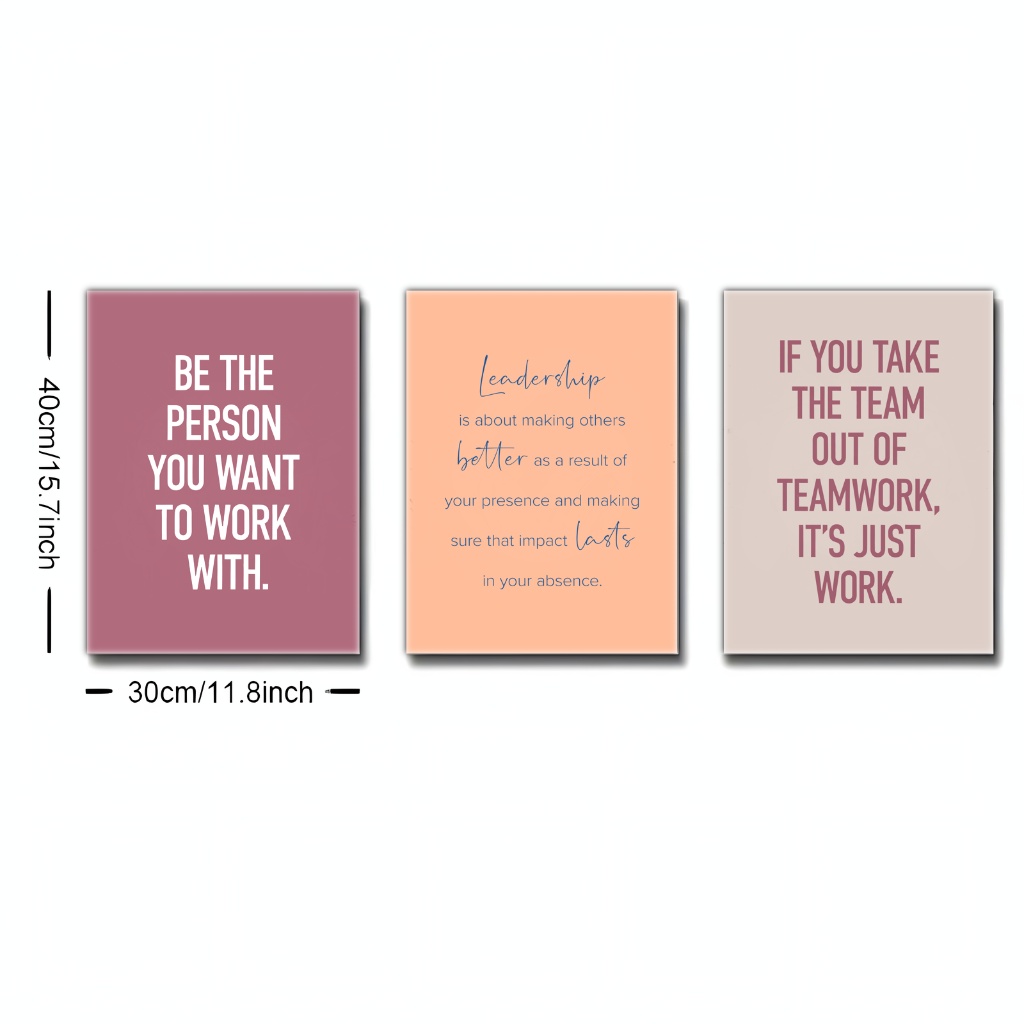 40cm/15.7inch
BE THE
PERSON
YOU WANT
TO WORK
WITH.
30cm/11.8inch
Leadership
is about making others
better as a result of
your presence and making
sure that impact lasts
in your absence.
IF YOU TAKE
THE TEAM
OUT OF
TEAMWORK,
IT'S JUST
WORK.